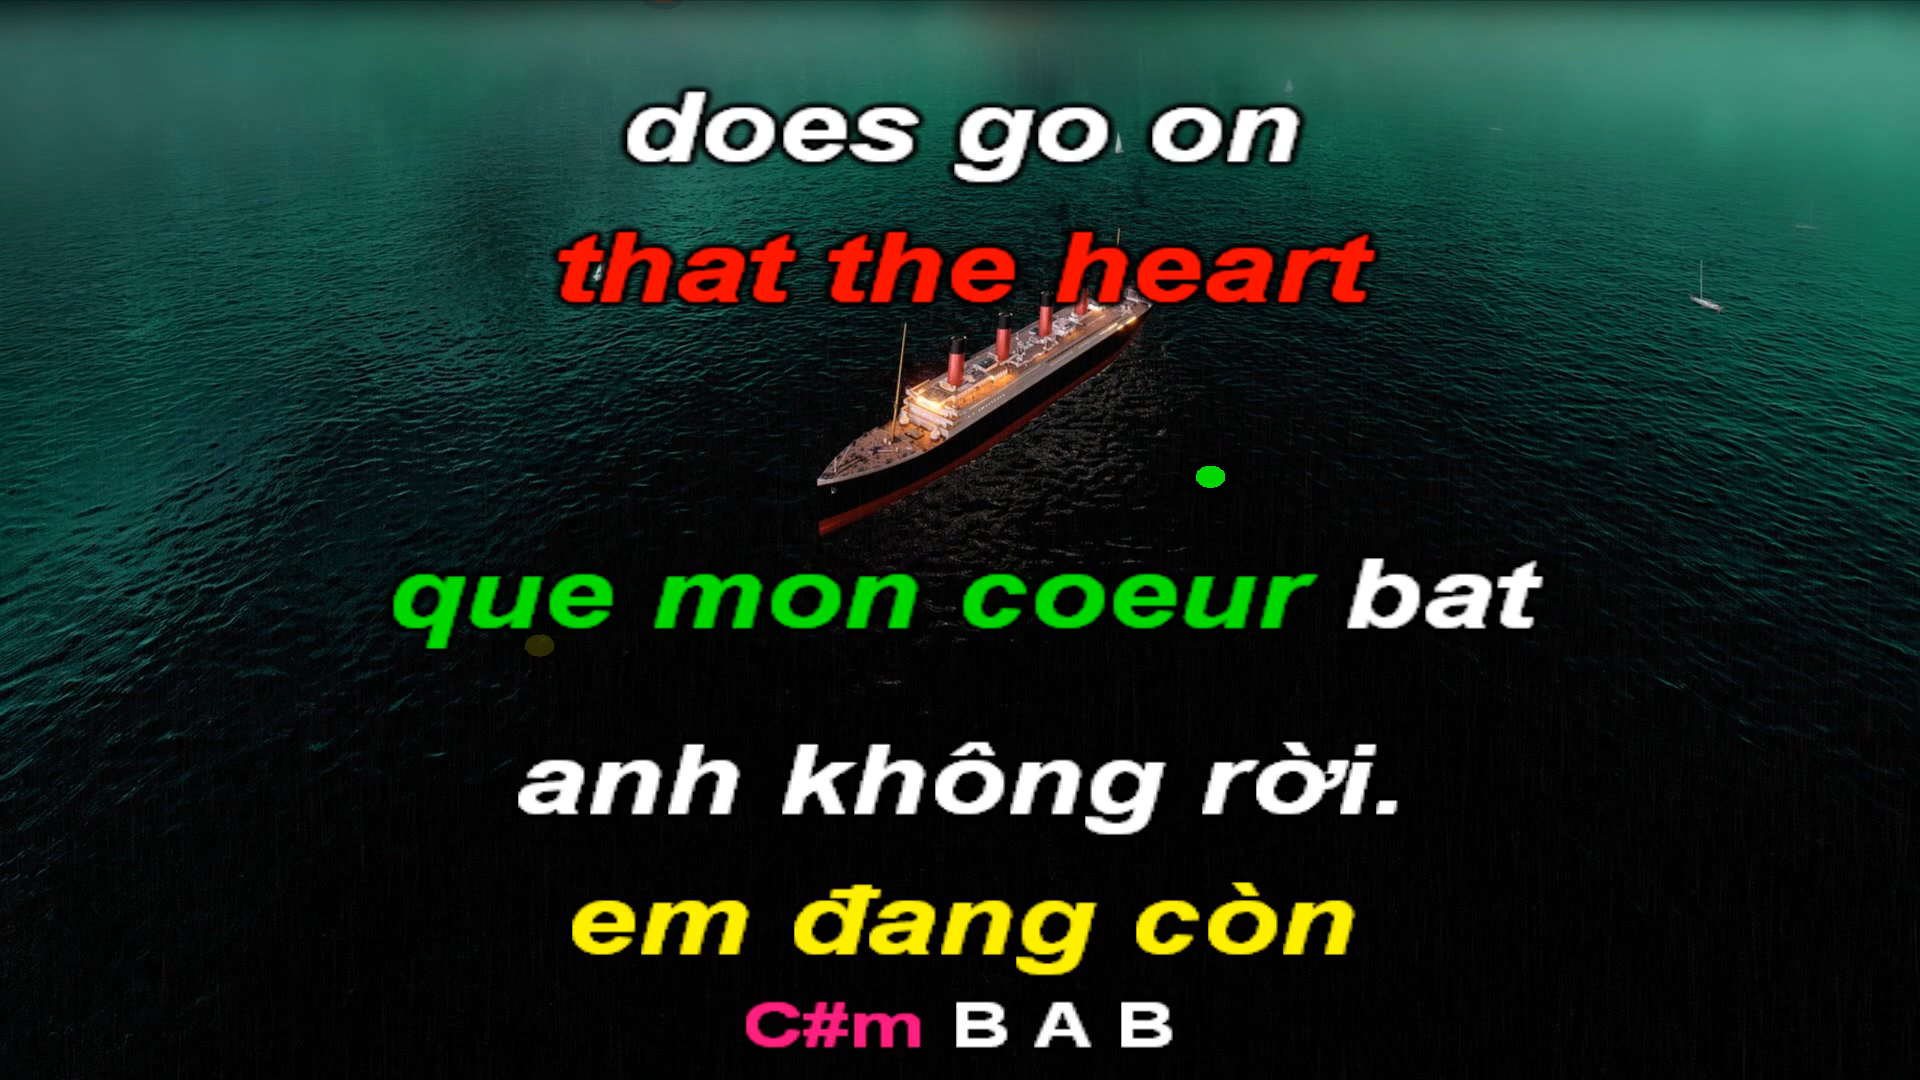 does go on
that the heart
que mon coeur bat
anh không rời.
em đang còn
C#m B A B